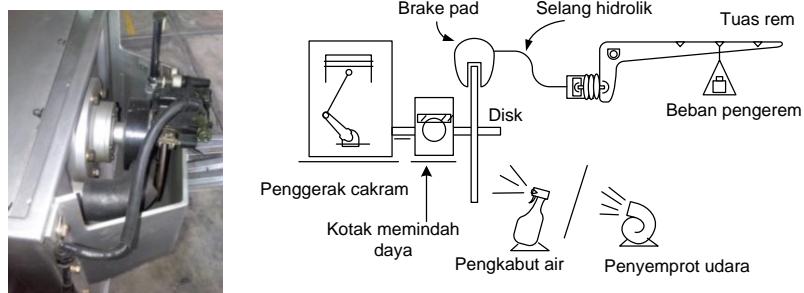 Brake pad
Selang hidrolik
Tuas rem
Beban pengerem
Disk
Penggerak cakram
Kotak memindah
daya
Pengkabut air
Penyemprot udara